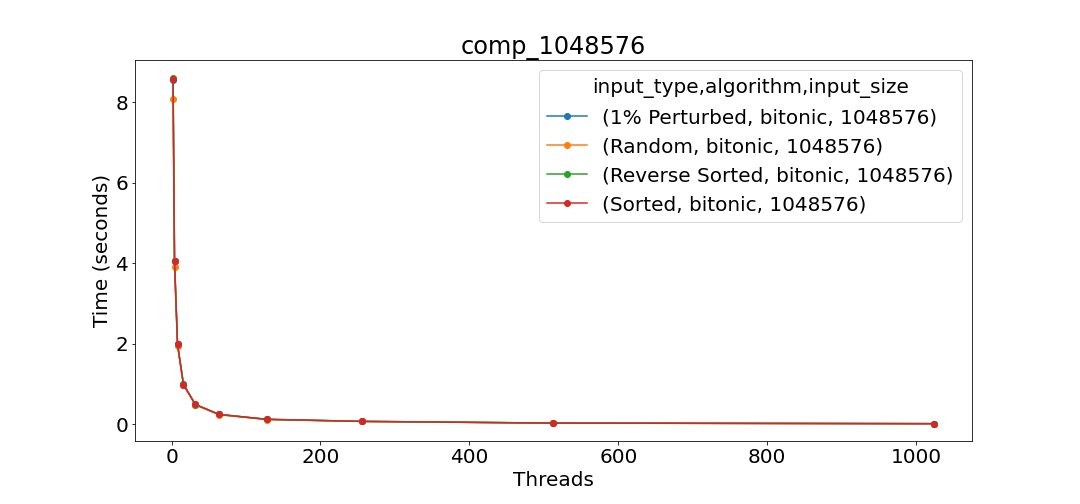 comp_1048576
input_type,algorithm,input_size
(1% Perturbed, bitonic, 1048576)
(Random, bitonic, 1048576)
(Reverse Sorted, bitonic, 1048576)
(Sorted, bitonic, 1048576)
Time (seconds)
8
6
4
2
0
0 200 400 600 800 1000
Threads